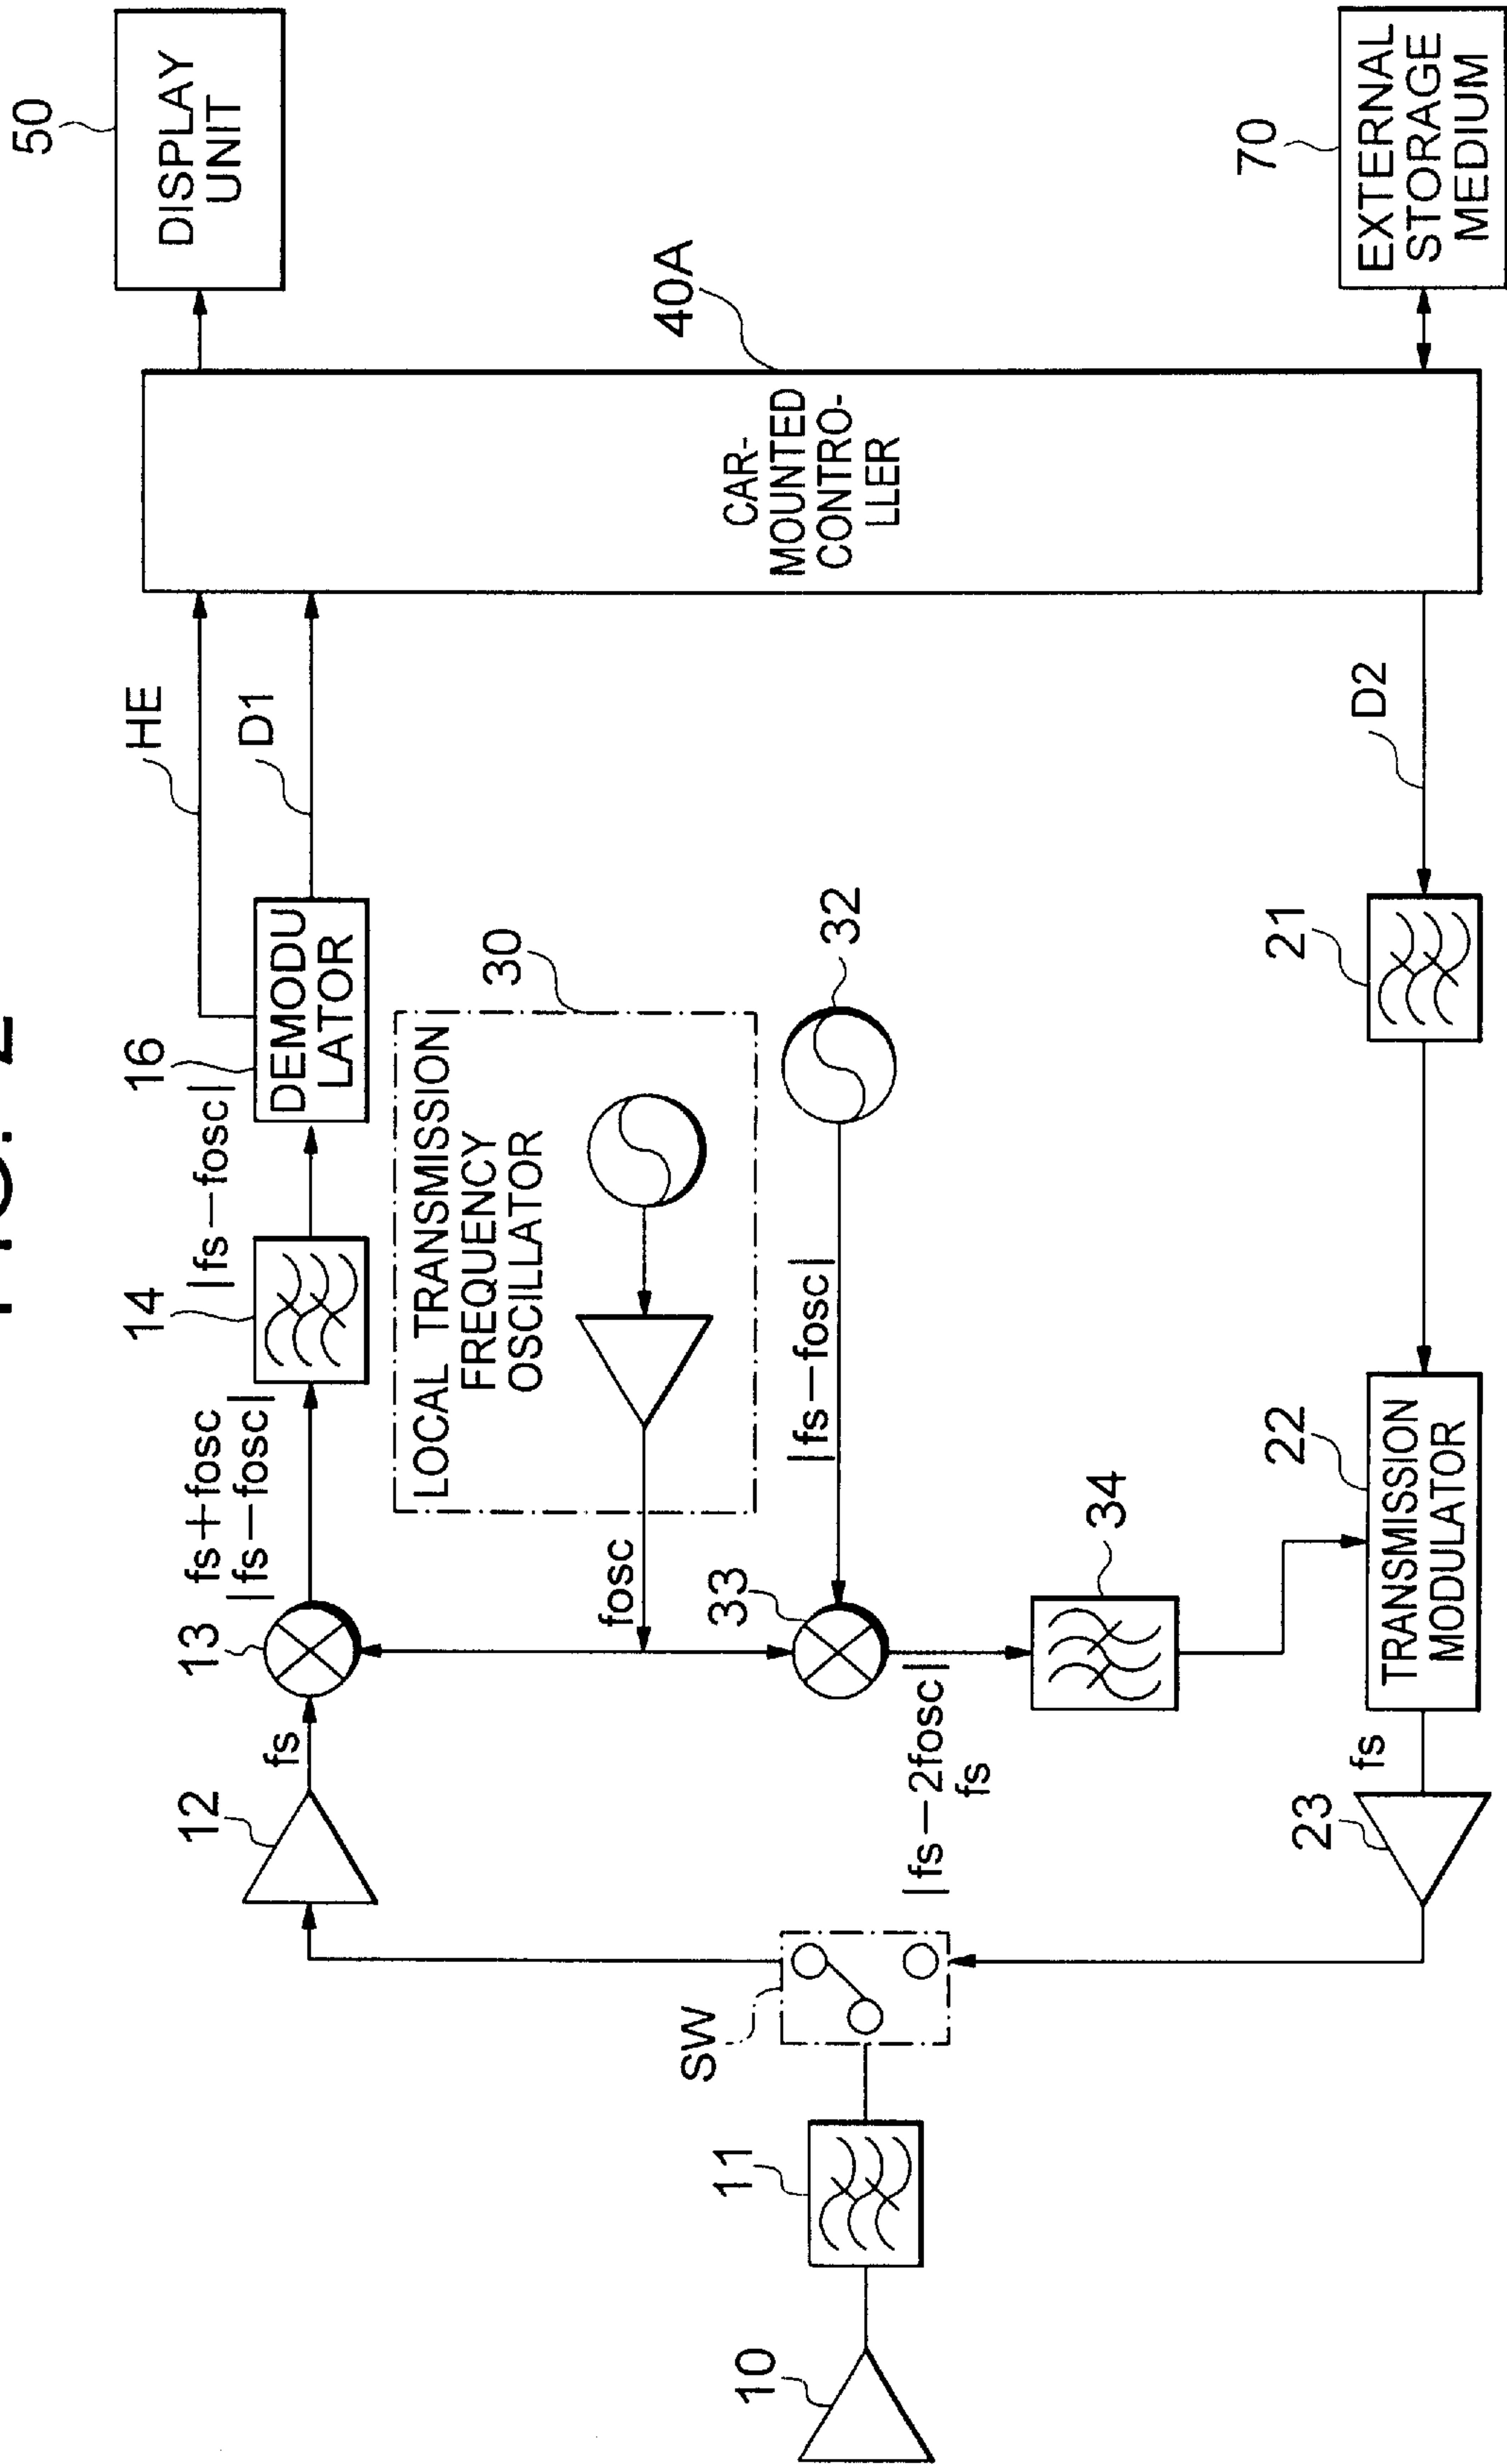 50
DISPLAY
UNIT
HE
D1
16
DEMODU
LATOR
|fs-fosc|
14
fs+fosc
|fs-fosc|
13
fs
12
LOCAL TRANSMISSION
FREQUENCY
OSCILLATOR
30
fosc
32
|fs-fosc|
33
|fs-2fosc|
fs
34
SW
11
10
40A
CAR-
MOUNTED
CONTRO-
LLER
70
EXTERNAL
STORAGE
MEDIUM
D2
21
22
TRANSMISSION
MODULATOR
fs
23